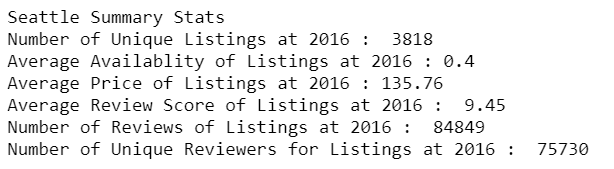 Seattle Summary Stats
Number of Unique Listings at 2016 :  3818
Average Availablity of Listings at 2016 : 0.4
Average Price of Listings at 2016 : 135.76
Average Review Score of Listings at 2016 :  9.45
Number of Reviews of Listings at 2016 :  84849
Number of Unique Reviewers for Listings at 2016 :  75730